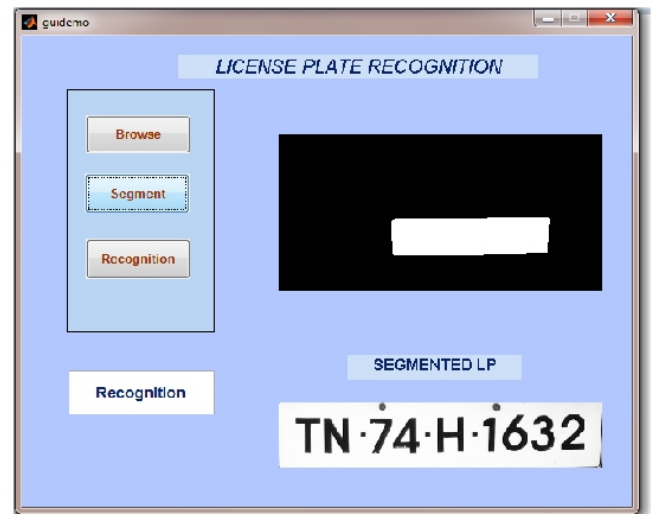 guidemo
LICENSE PLATE RECOGNITION
Browse
Segment
Recognition
Recognition
SEGMENTED LP
TN·74·H·1632